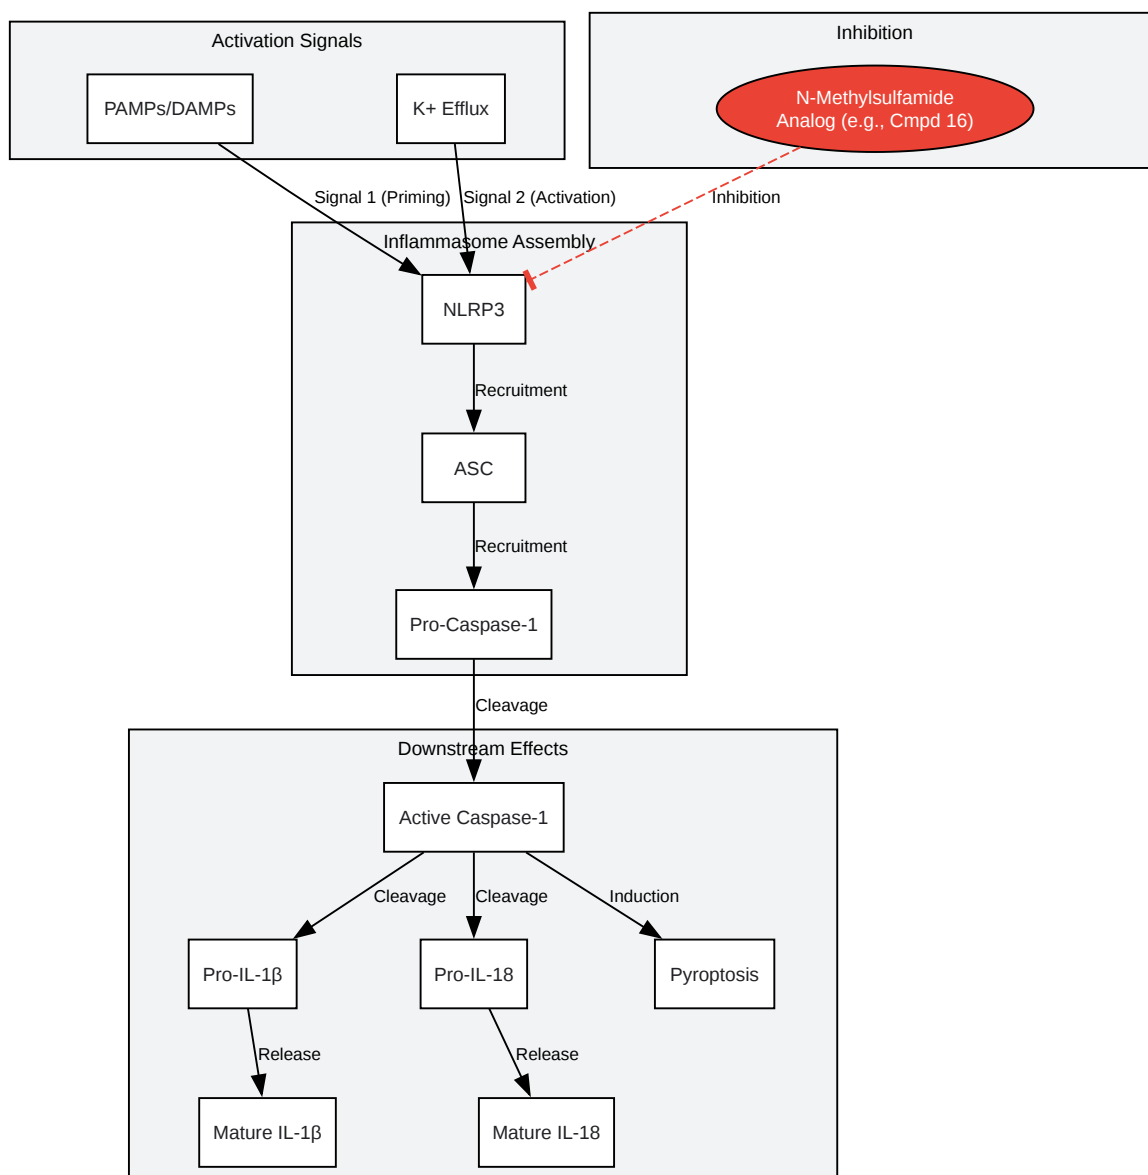 Activation Signals
Inhibition
PAMPs/DAMPs
K+ Efflux
N-Methylsulfamide
Analog (e.g., Cmpd 16)
Signal 1 (Priming)
Signal 2 (Activation)
Inhibition
Inflammasome Assembly
NLRP3
Recruitment
ASC
Recruitment
Pro-Caspase-1
Cleavage
Downstream Effects
Active Caspase-1
Cleavage
Cleavage
Induction
Pro-IL-1β
Pro-IL-18
Pyroptosis
Release
Release
Mature IL-1β
Mature IL-18